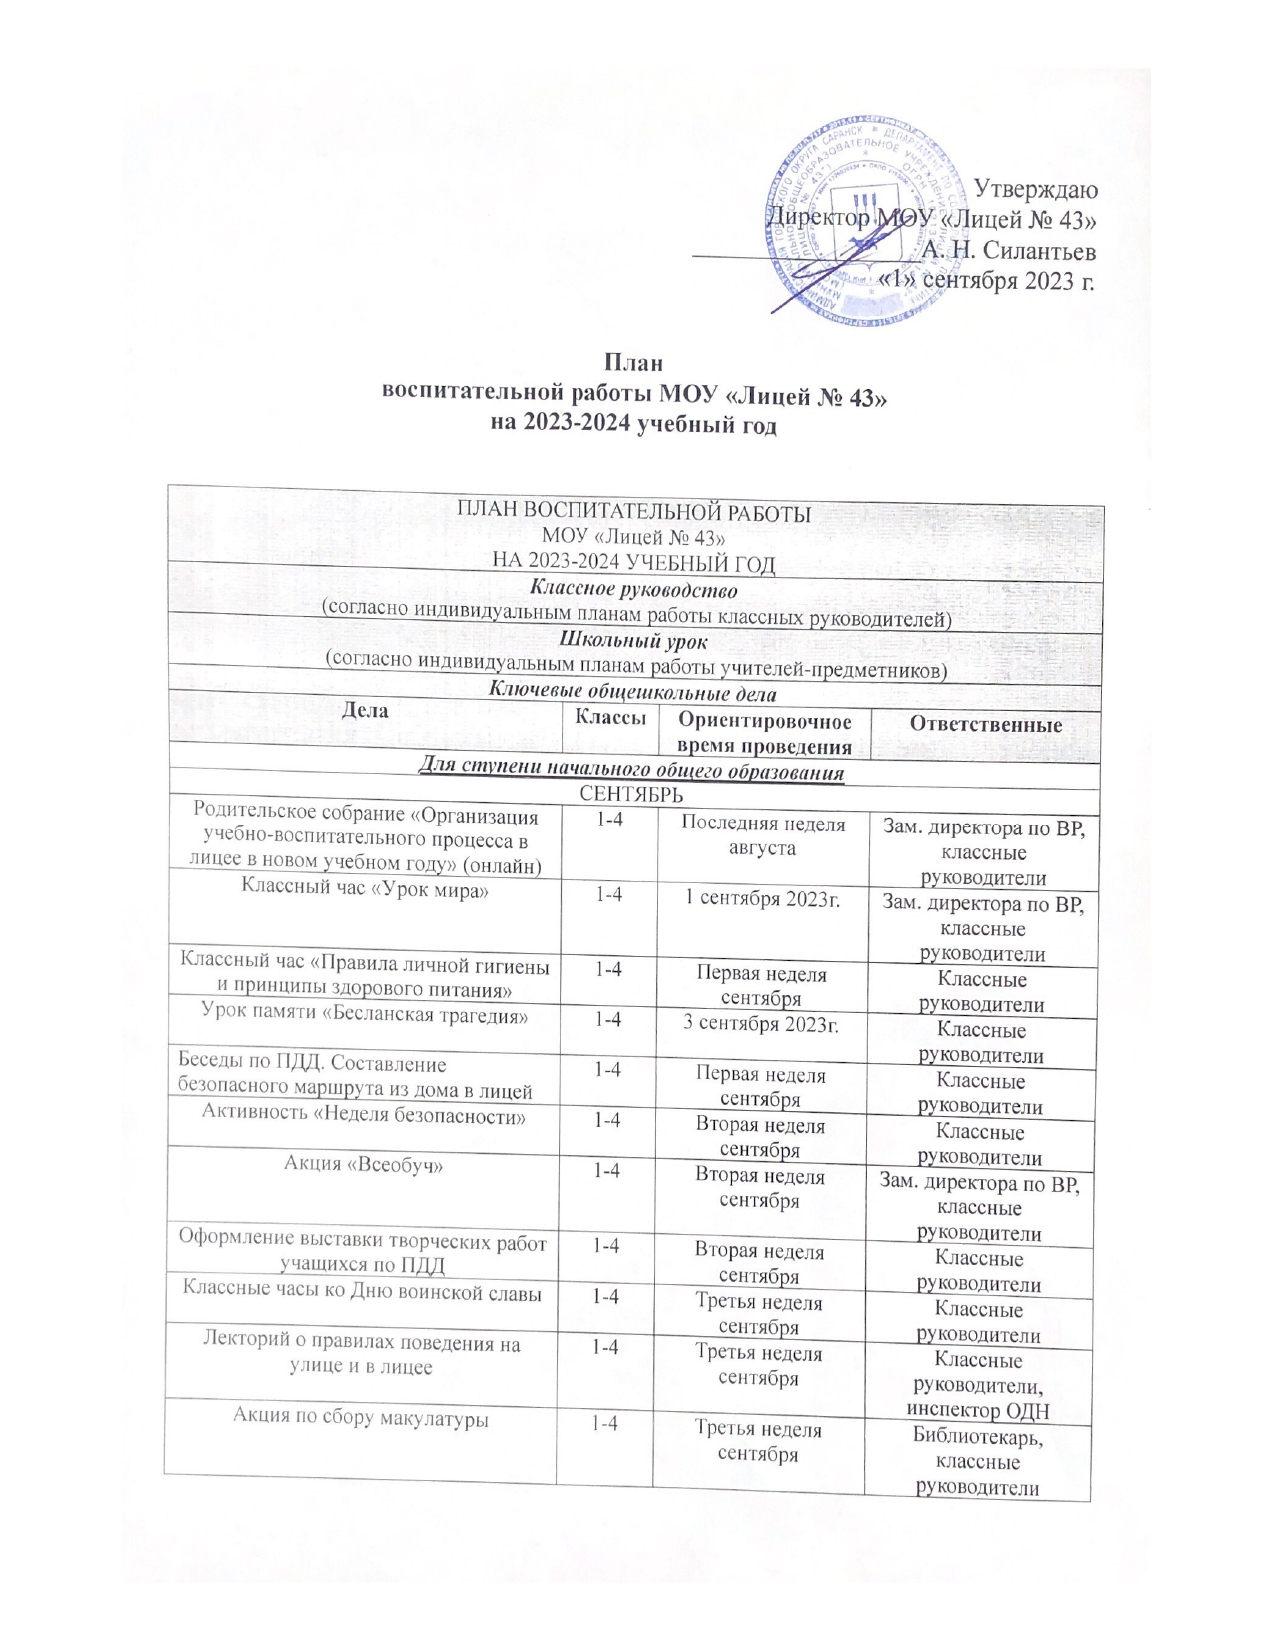 Утверждаю
Директор МОУ «Лицей № 43»
А. Н. Силантьев
«1» сентября 2023 г.
План
воспитательной работы МОУ «Лицей № 43»
на 2023-2024 учебный год
ПЛАН ВОСПИТАТЕЛЬНОЙ РАБОТЫ
МОУ «Лицей № 43»
НА 2023-2024 УЧЕБНЫЙ ГОД
Классное руководство
(согласно индивидуальным планам работы классных руководителей)
Школьный урок
(согласно индивидуальным планам работы учителей-предметников)
Ключевые общешкольные дела
Дела
Классы
Ориентировочное
время проведения
Ответственные
Для ступени начального общего образования
СЕНТЯБРЬ
Родительское собрание «Организация
учебно-воспитательного процесса в
лицее в новом учебном году» (онлайн)
1-4
Последняя неделя
августа
Зам. директора по ВР,
классные
руководители
Классный час «Урок мира»
1-4
1 сентября 2023г.
Зам. директора по ВР,
классные
руководители
Классный час «Правила личной гигиены
и принципы здорового питания»
1-4
Первая неделя
сентября
Классные
руководители
Урок памяти «Бесланская трагедия»
1-4
3 сентября 2023г.
Классные
руководители
Беседы по ПДД. Составление
безопасного маршрута из дома в лицей
1-4
Первая неделя
сентября
Классные
руководители
Активность «Неделя безопасности»
1-4
Вторая неделя
сентября
Классные
руководители
Акция «Всеобуч»
1-4
Вторая неделя
сентября
Зам. директора по ВР,
классные
руководители
Оформление выставки творческих работ
учащихся по ПДД
1-4
Вторая неделя
сентября
Классные
руководители
Классные часы ко Дню воинской славы
1-4
Третья неделя
сентября
Классные
руководители
Лекторий о правилах поведения на
улице и в лицее
1-4
Третья неделя
сентября
Классные
руководители,
инспектор ОДН
Акция по сбору макулатуры
1-4
Третья неделя
сентября
Библиотекарь,
классные
руководители